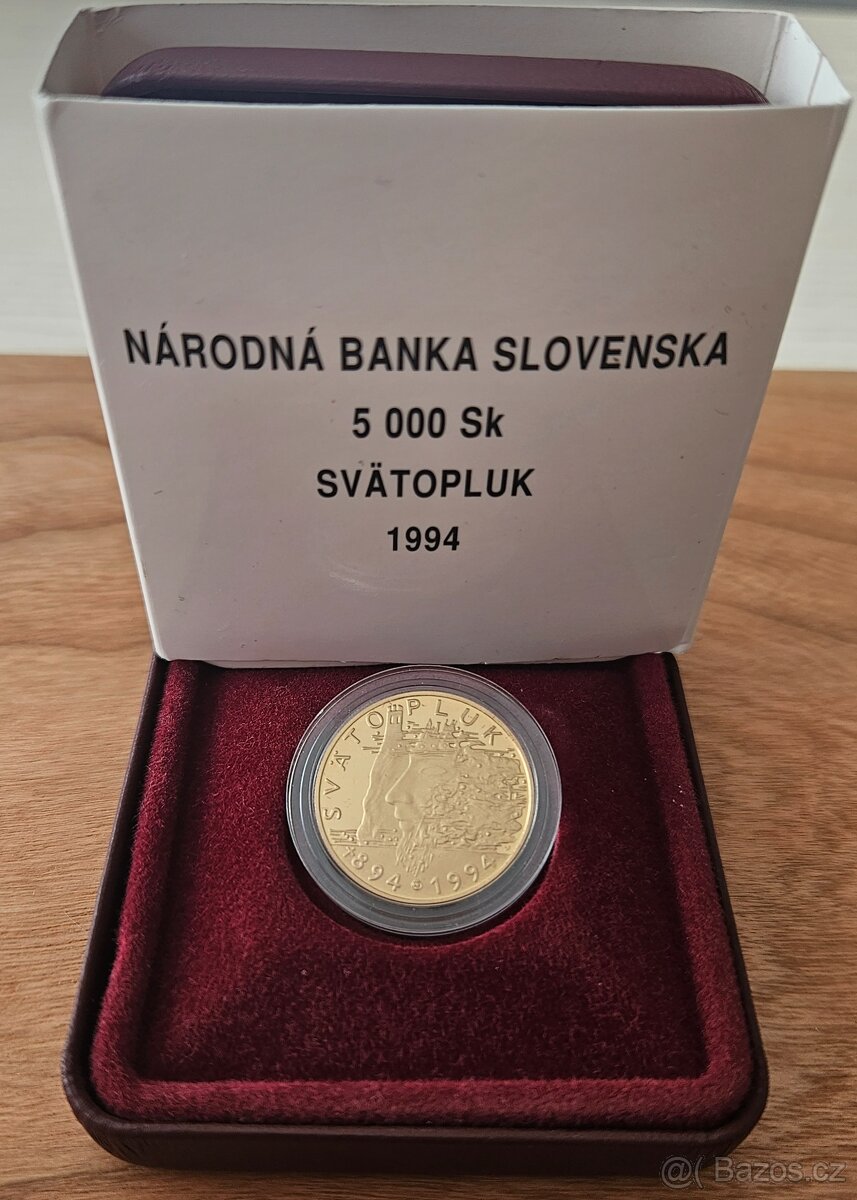 NÁRODNÁ BANKA SLOVENSKA
5 000 Sk
SVÄTOPLUK
1994
SVÄTOPLUK
†894 1994
@( Bazos.cz